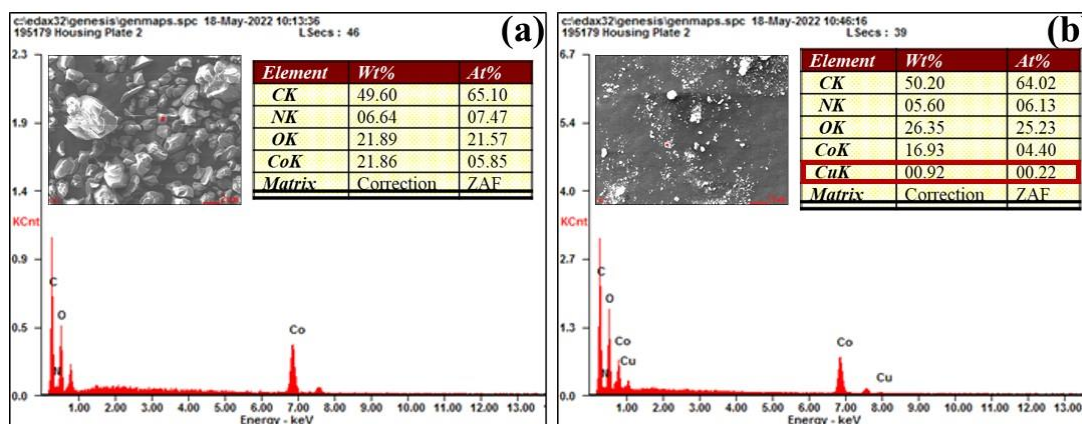 c:\edax32\genesis\genmaps.spc 18-May-2022 10:13:36
195179 Housing Plate 2 LSecs : 46
(a)
2.3
1.9
1.4
KCnt
0.9
0.5
0.0
Element Wt% At%
CK 49.60 65.10
NK 06.64 07.47
OK 21.89 21.57
CoK 21.86 05.85
Matrix Correction ZAF
C
O
N
Co
1.00 2.00 3.00 4.00 5.00 6.00 7.00 8.00 9.00 10.00 11.00 12.00 13.00
Energy - keV
c:\edax32\genesis\genmaps.spc 18-May-2022 10:46:16
195179 Housing Plate 2 LSecs : 39
(b)
6.7
5.4
4.0
KCnt
2.7
1.3
0.0
Element Wt% At%
CK 50.20 64.02
NK 05.60 06.13
OK 26.35 25.23
CoK 16.93 04.40
CuK 00.92 00.22
Matrix Correction ZAF
C
O
Co
Cu
N
Co
Cu
1.00 2.00 3.00 4.00 5.00 6.00 7.00 8.00 9.00 10.00 11.00 12.00 13.00
Energy - keV